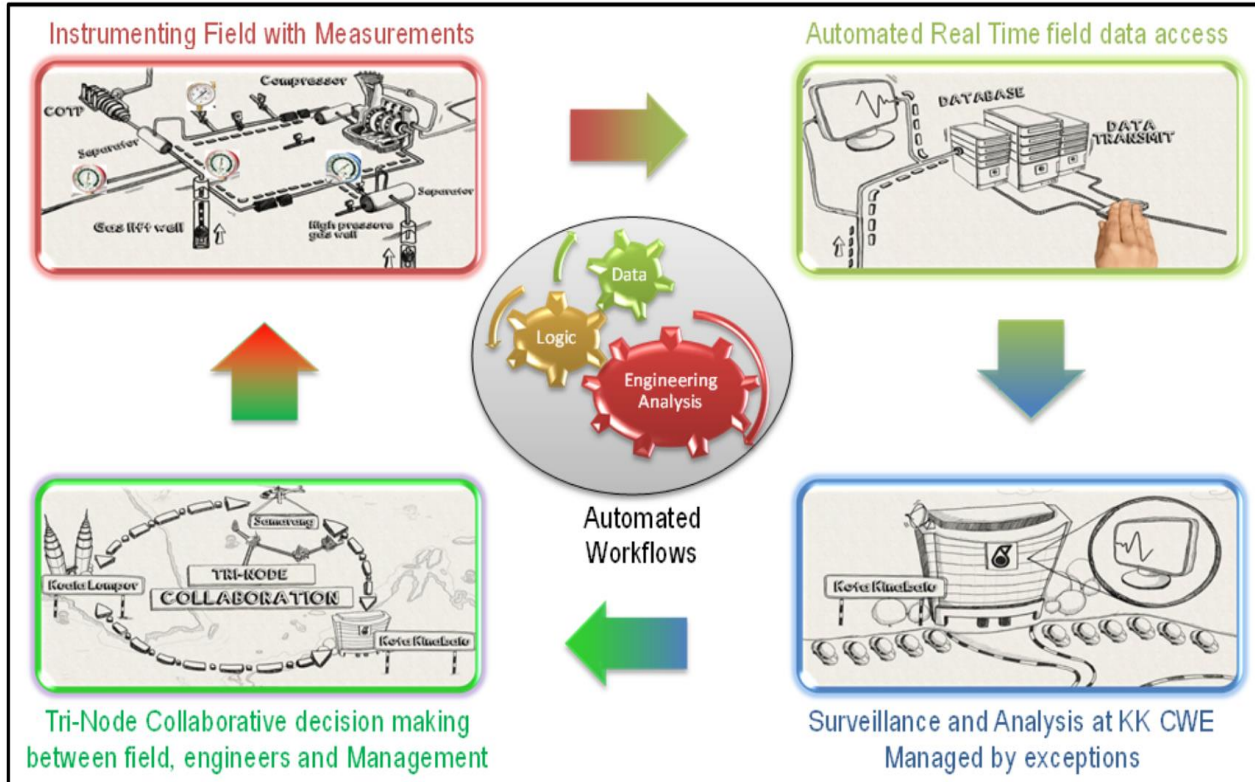 Instrumenting Field with Measurements
Automated Real Time field data access
COTP
Compressor
Separator
Separator
Gas lift well
High pressure
gas well
DATABASE
DATA
TRANSMIT
Data
Logic
Engineering
Analysis
Automated
Workflows
Samarang
Kuala Lumpor
TRI-NODE
COLLABORATION
Kota Kinabalu
Kota Kinabalu
Tri-Node Collaborative decision making
between field, engineers and Management
Surveillance and Analysis at KK CWE
Managed by exceptions